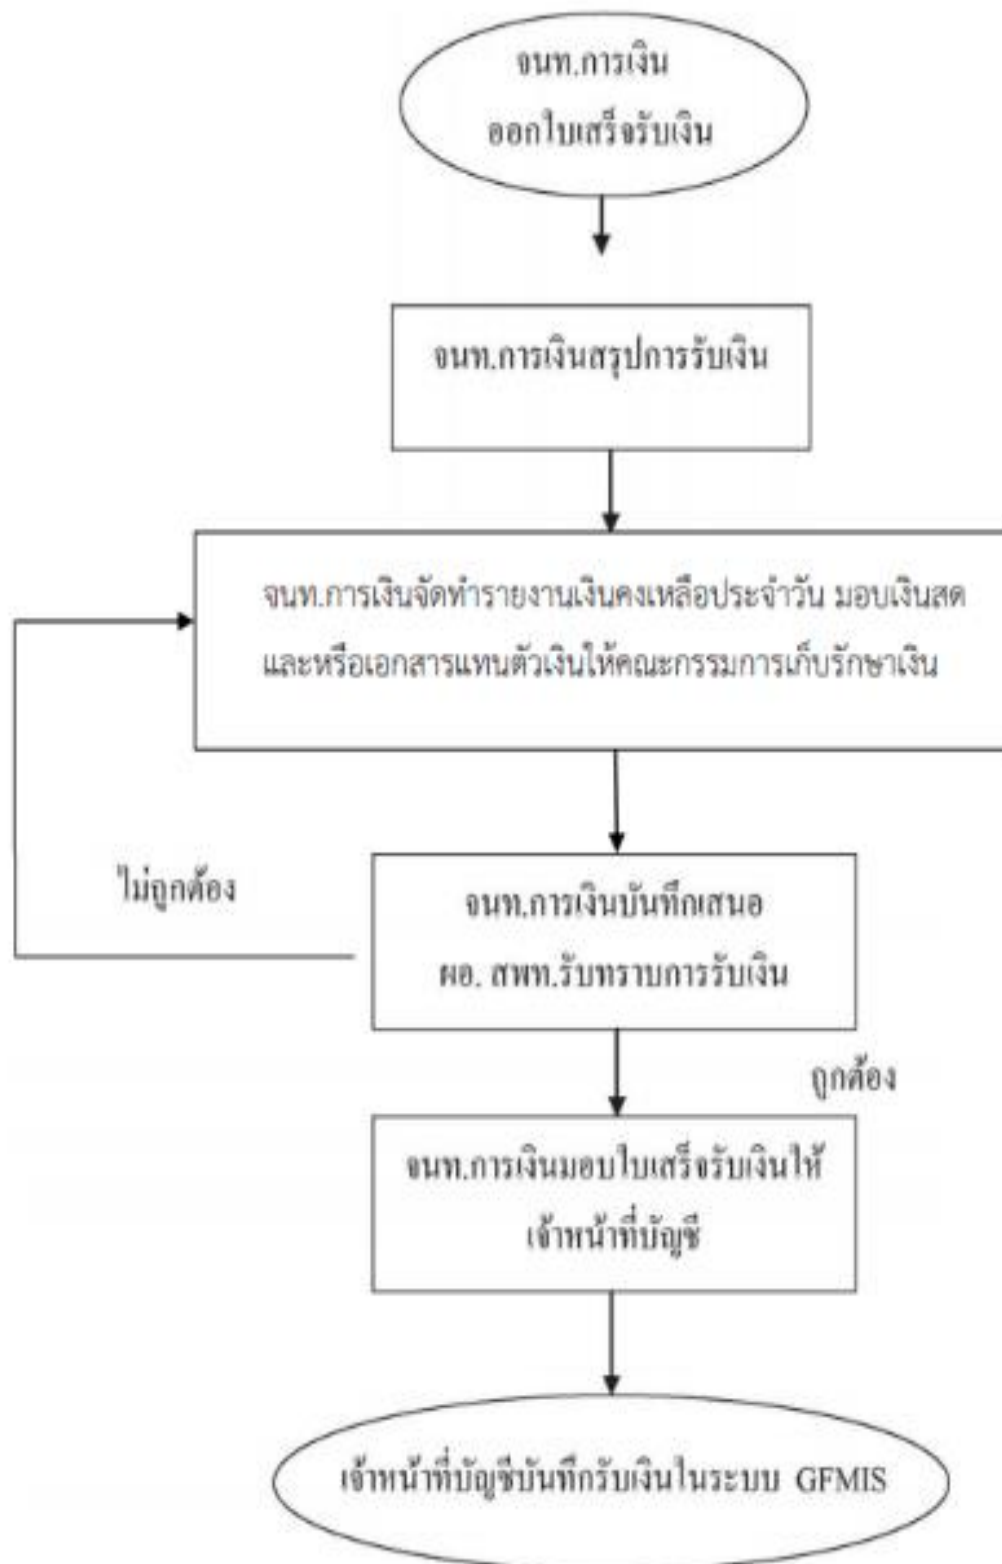 จนท.การเงิน
ออกใบเสร็จรับเงิน
จนท.การเงินสรุปการรับเงิน
จนท.การเงินจัดทำรายงานเงินคงเหลือประจำวัน มอบเงินสด
และหรือเอกสารแทนตัวเงินให้คณะกรรมการเก็บรักษาเงิน
ไม่ถูกต้อง
จนท.การเงินบันทึกเสนอ
ผอ. สพท.รับทราบการรับเงิน
ถูกต้อง
จนท.การเงินมอบใบเสร็จรับเงินให้
เจ้าหน้าที่บัญชี
เจ้าหน้าที่บัญชีบันทึกรับเงินในระบบ GFMIS